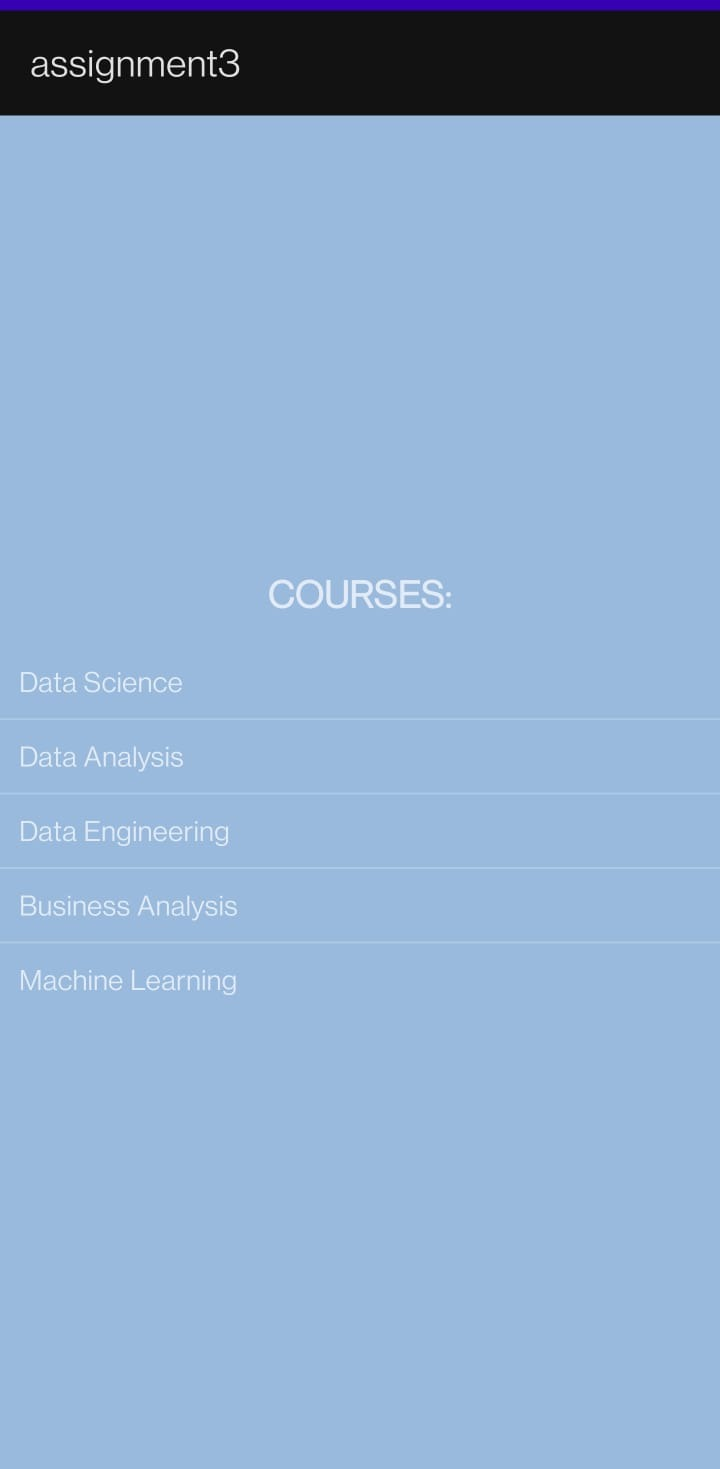 assignment3
COURSES:
Data Science
Data Analysis
Data Engineering
Business Analysis
Machine Learning